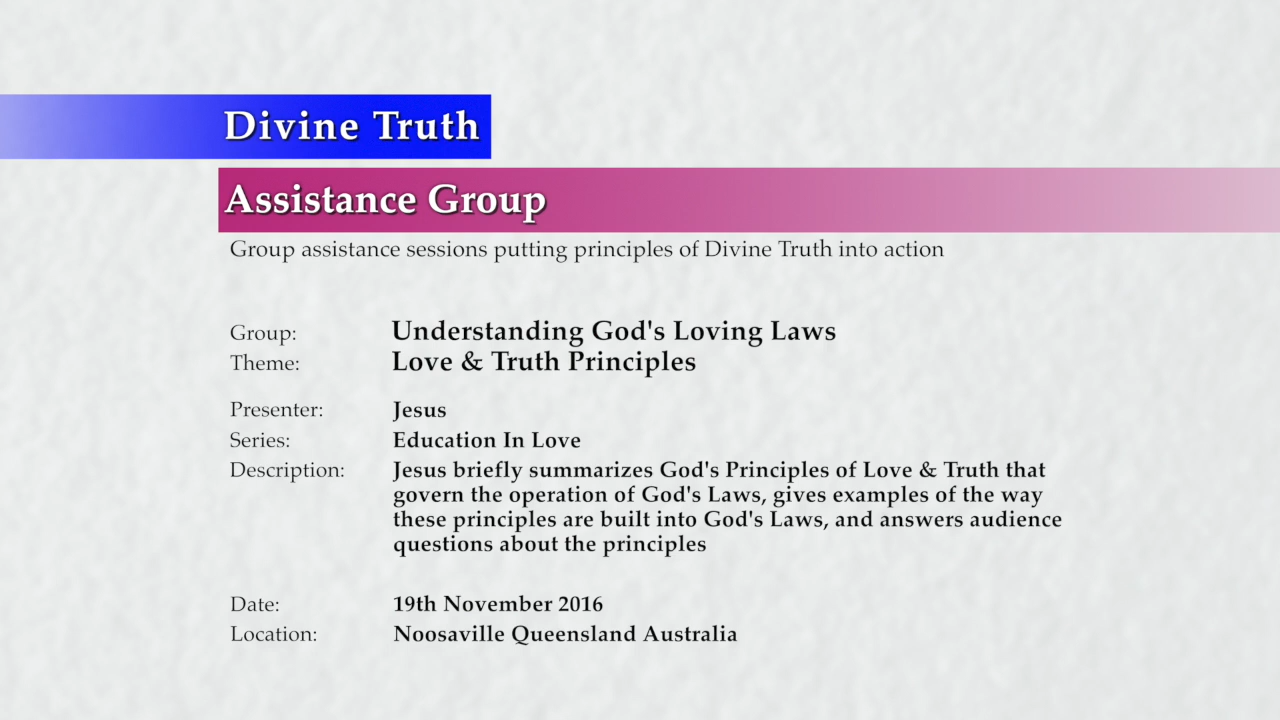 Divine Truth
Assistance Group
Group assistance sessions putting principles of Divine Truth into action
Group: Understanding God's Loving Laws
Theme: Love & Truth Principles
Presenter: Jesus
Series: Education In Love
Description: Jesus briefly summarizes God's Principles of Love & Truth that
govern the operation of God's Laws, gives examples of the way
these principles are built into God's Laws, and answers audience
questions about the principles
Date: 19th November 2016
Location: Noosaville Queensland Australia